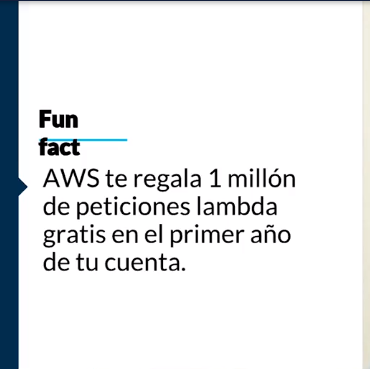 Fun
fact
AWS te regala 1 millón
de peticiones lambda
gratis en el primer año
de tu cuenta.